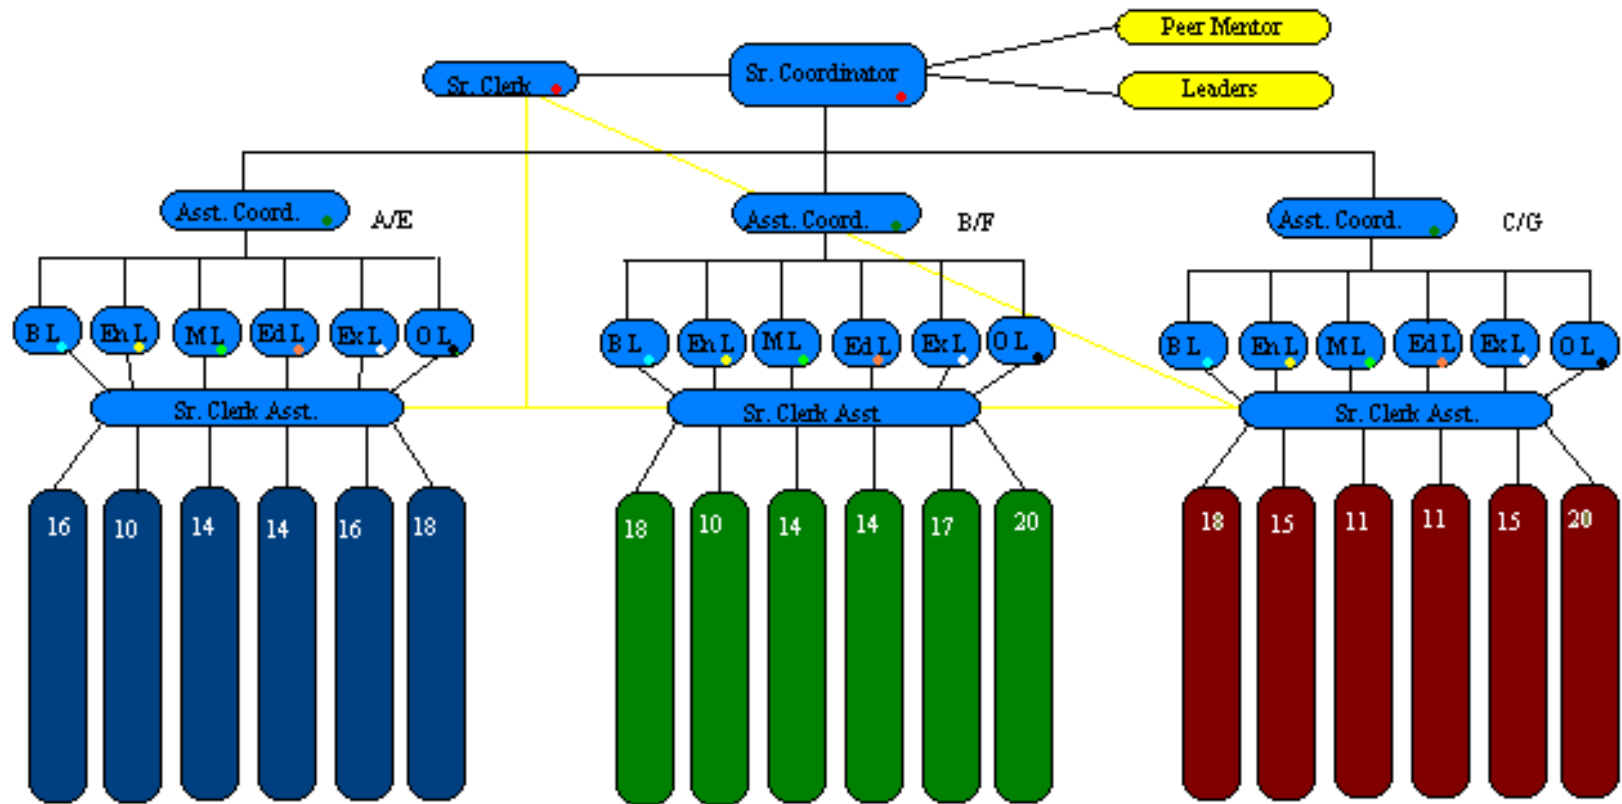 Peer Mentor
Sr. Coordinator
Sr. Clerk
Leaders
Asst. Coord.
A/E
Asst. Coord.
B/F
Asst. Coord.
C/G
B L
En L
M L
Ed L
Ex L
O L
B L
En L
M L
Ed L
Ex L
O L
B L
En L
M L
Ed L
Ex L
O L
Sr. Clerk Asst.
Sr. Clerk Asst
Sr. Clerk Asst.
16
10
14
14
16
18
18
10
14
14
17
20
18
15
11
11
15
20